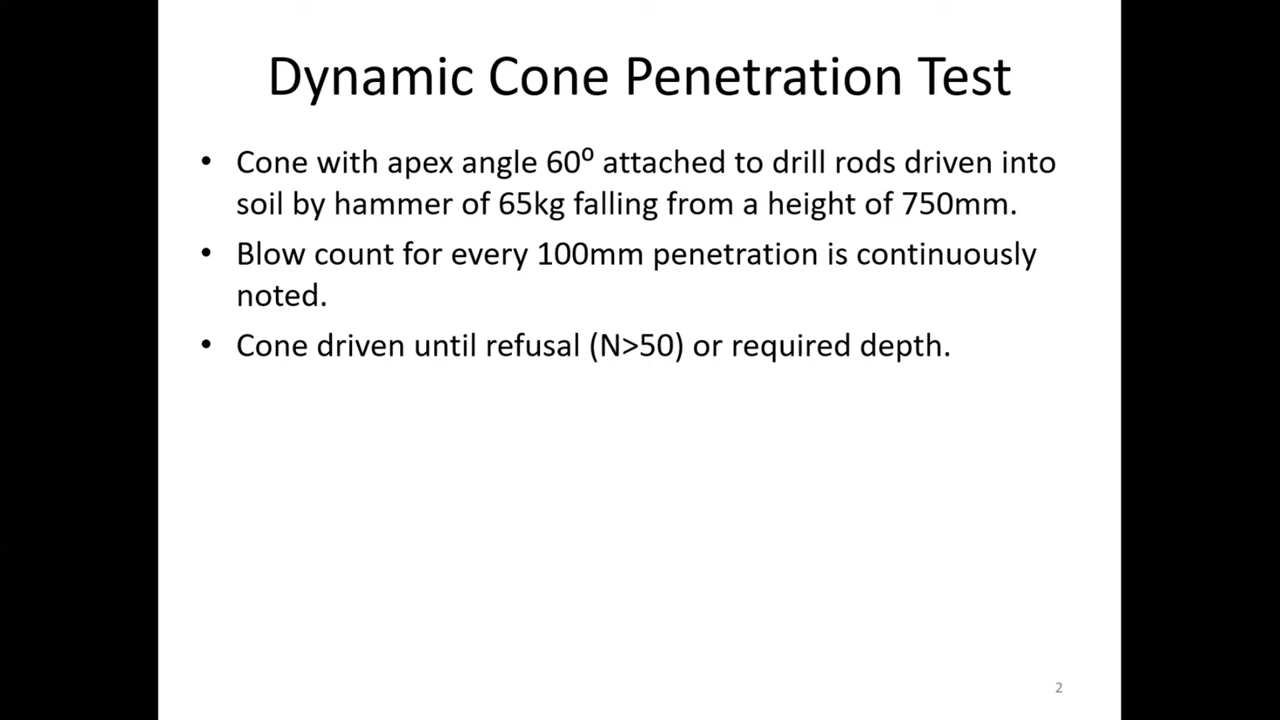 Dynamic Cone Penetration Test
• Cone with apex angle 60⁰ attached to drill rods driven into
soil by hammer of 65kg falling from a height of 750mm.
• Blow count for every 100mm penetration is continuously
noted.
• Cone driven until refusal (N>50) or required depth.
2